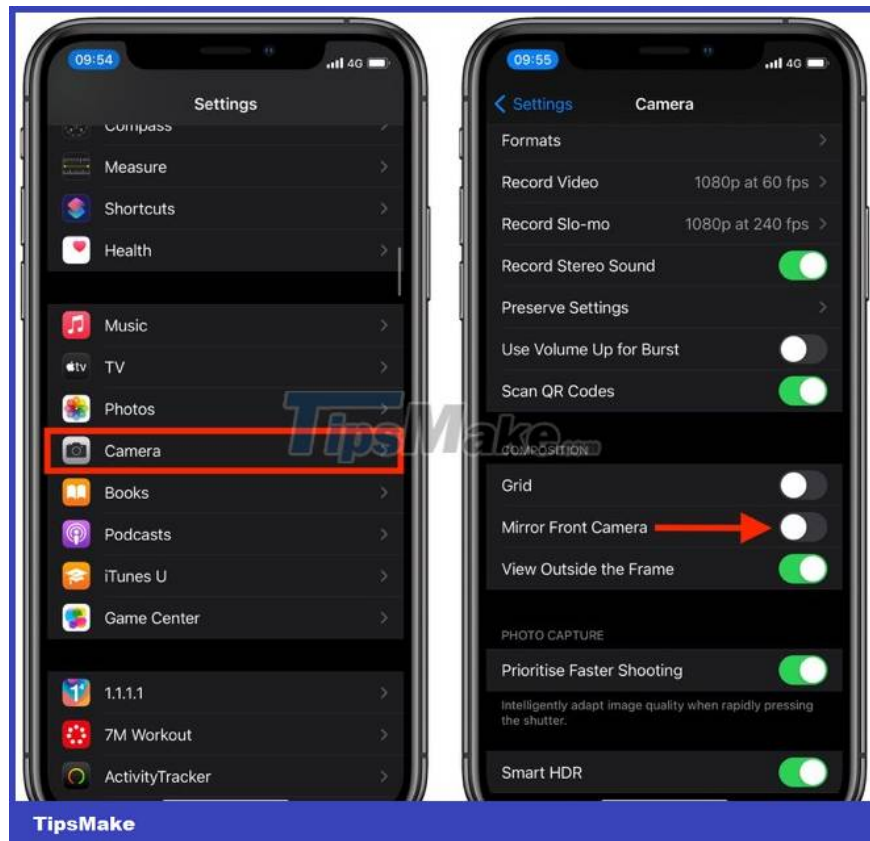 09:54
4G
Settings
Compass
Measure
Shortcuts
Health
Music
tv
TV
Photos
Camera
Books
Podcasts
iTunes U
Game Center
1.1.1.1
7M Workout
ActivityTracker
09:55
4G
Settings
Camera
Formats
Record Video 1080p at 60 fps
Record Slo-mo 1080p at 240 fps
Record Stereo Sound
Preserve Settings
Use Volume Up for Burst
Scan QR Codes
COMPOSITION
Grid
Mirror Front Camera
View Outside the Frame
PHOTO CAPTURE
Prioritise Faster Shooting
Intelligently adapt image quality when rapidly pressing
the shutter.
Smart HDR
TipsMake.com
TipsMake